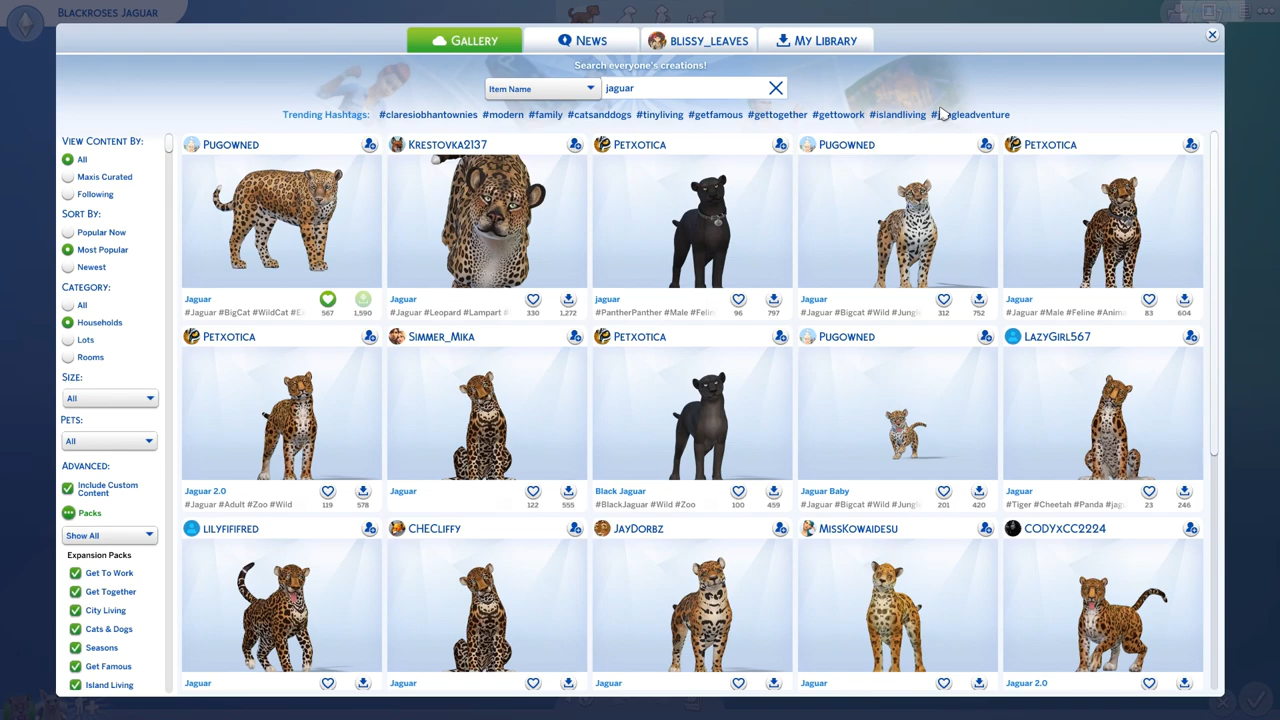 BLACKROSES JAGUAR
GALLERY
NEWS
BLISSY_LEAVES
MY LIBRARY
Search everyone's creations!
Item Name
jaguar
Trending Hashtags: #claresiobhantownies #modern #family #catsanddogs #tinyliving #getfamous #gettogether #gettowork #islandliving
VIEW CONTENT BY:
All
Maxis Curated
Following
SORT BY:
Popular Now
Most Popular
Newest
CATEGORY:
All
Households
Lots
Rooms
SIZE:
All
PETS:
All
ADVANCED:
Include Custom
Content
Packs
Show All
Expansion Packs
Get To Work
Get Together
City Living
Cats & Dogs
Seasons
Get Famous
Island Living
PUGOWNED
KRESTOVKA2137
PETXOTICA
PUGOWNED
PETXOTICA
Jaguar
#Jaguar #BigCat #WildCat #E
567 1,590
Jaguar
#Jaguar #Leopard #Lampart #
330 1,272
jaguar
#PantherPanther #Male #Felin
96 797
Jaguar
#Jaguar #Bigcat #Wild #Jungl
312 752
Jaguar
#Jaguar #Male #Feline #Anima
83 604
PETXOTICA
SIMMER_MIKA
PETXOTICA
PUGOWNED
LAZYGIRL567
Jaguar 2.0
#Jaguar #Adult #Zoo #Wild
119 578
Jaguar
122 555
Black Jaguar
#BlackJaguar #Wild #Zoo
100 459
Jaguar Baby
#Jaguar #Bigcat #Wild #Jungl
201 420
Jaguar
#Tiger #Cheetah #Panda #jag
23 246
LILYFIFIFRED
CHECLIFFY
JAYDORBZ
MISSKOWAIDESU
CODYXCC2224
Jaguar
Jaguar
Jaguar
Jaguar
Jaguar 2.0